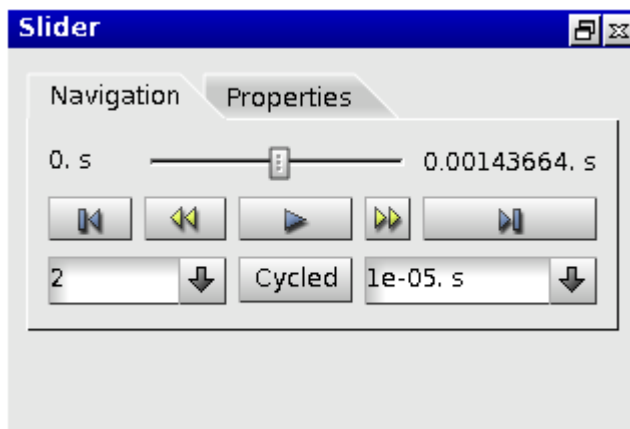 Slider
Navigation Properties
0. s 0.00143664. s
2 Cycled 1e-05. s